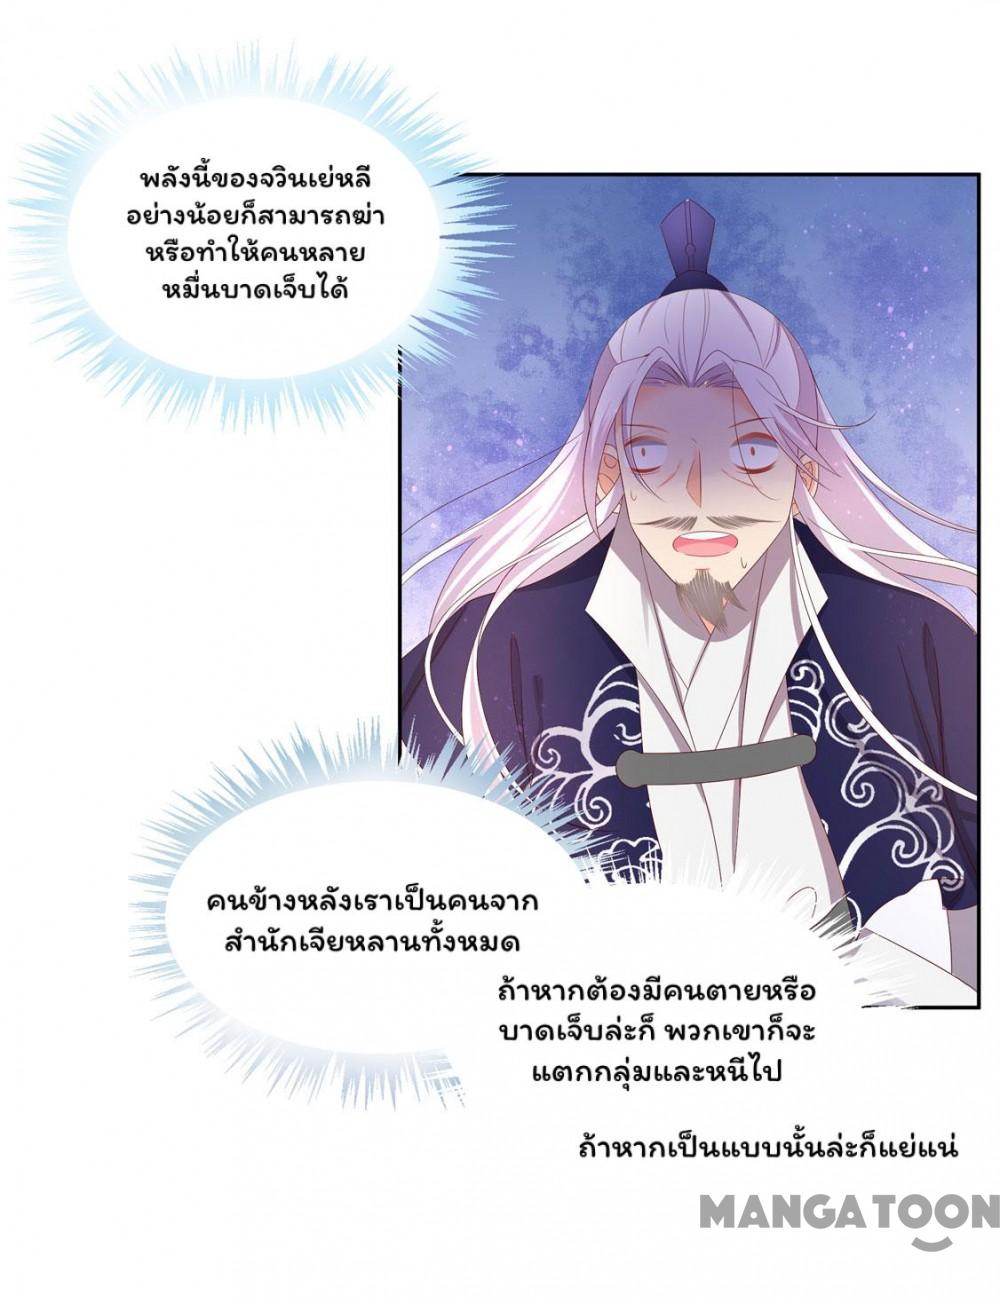 พลังนี้ของจวินเย่หลี
อย่างน้อยก็สามารถฆ่า
หรือทำให้คนหลาย
หมื่นบาดเจ็บได้
คนข้างหลังเราเป็นคนจาก
สำนักเจียหลานทั้งหมด
ถ้าหากต้องมีคนตายหรือ
บาดเจ็บล่ะก็ พวกเขาก็จะ
แตกกลุ่มและหนีไป
ถ้าหากเป็นแบบนั้นล่ะก็แย่แน่
MANGATOON